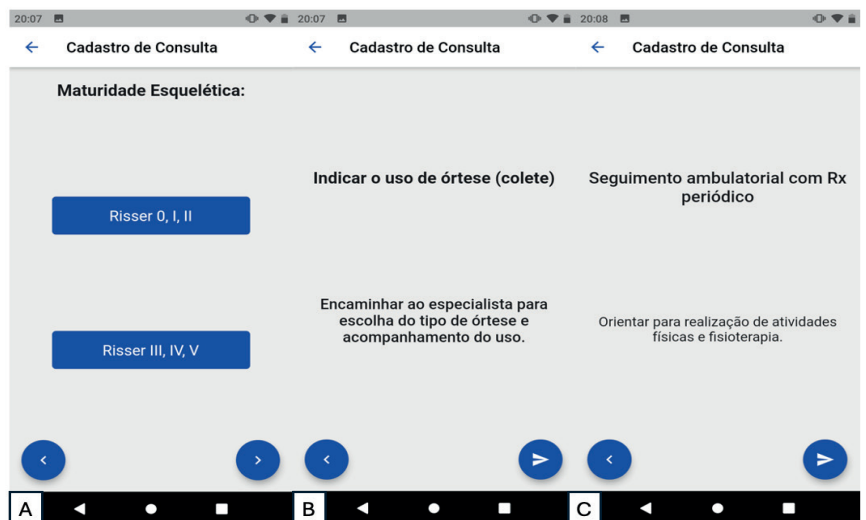 20:07
Cadastro de Consulta
Maturidade Esquelética:
Risser 0, I, II
Risser III, IV, V
A
20:07
Cadastro de Consulta
Indicar o uso de órtese (colete)
Encaminhar ao especialista para
escolha do tipo de órtese e
acompanhamento do uso.
B
20:08
Cadastro de Consulta
Seguimento ambulatorial com Rx
periódico
Orientar para realização de atividades
físicas e fisioterapia.
C